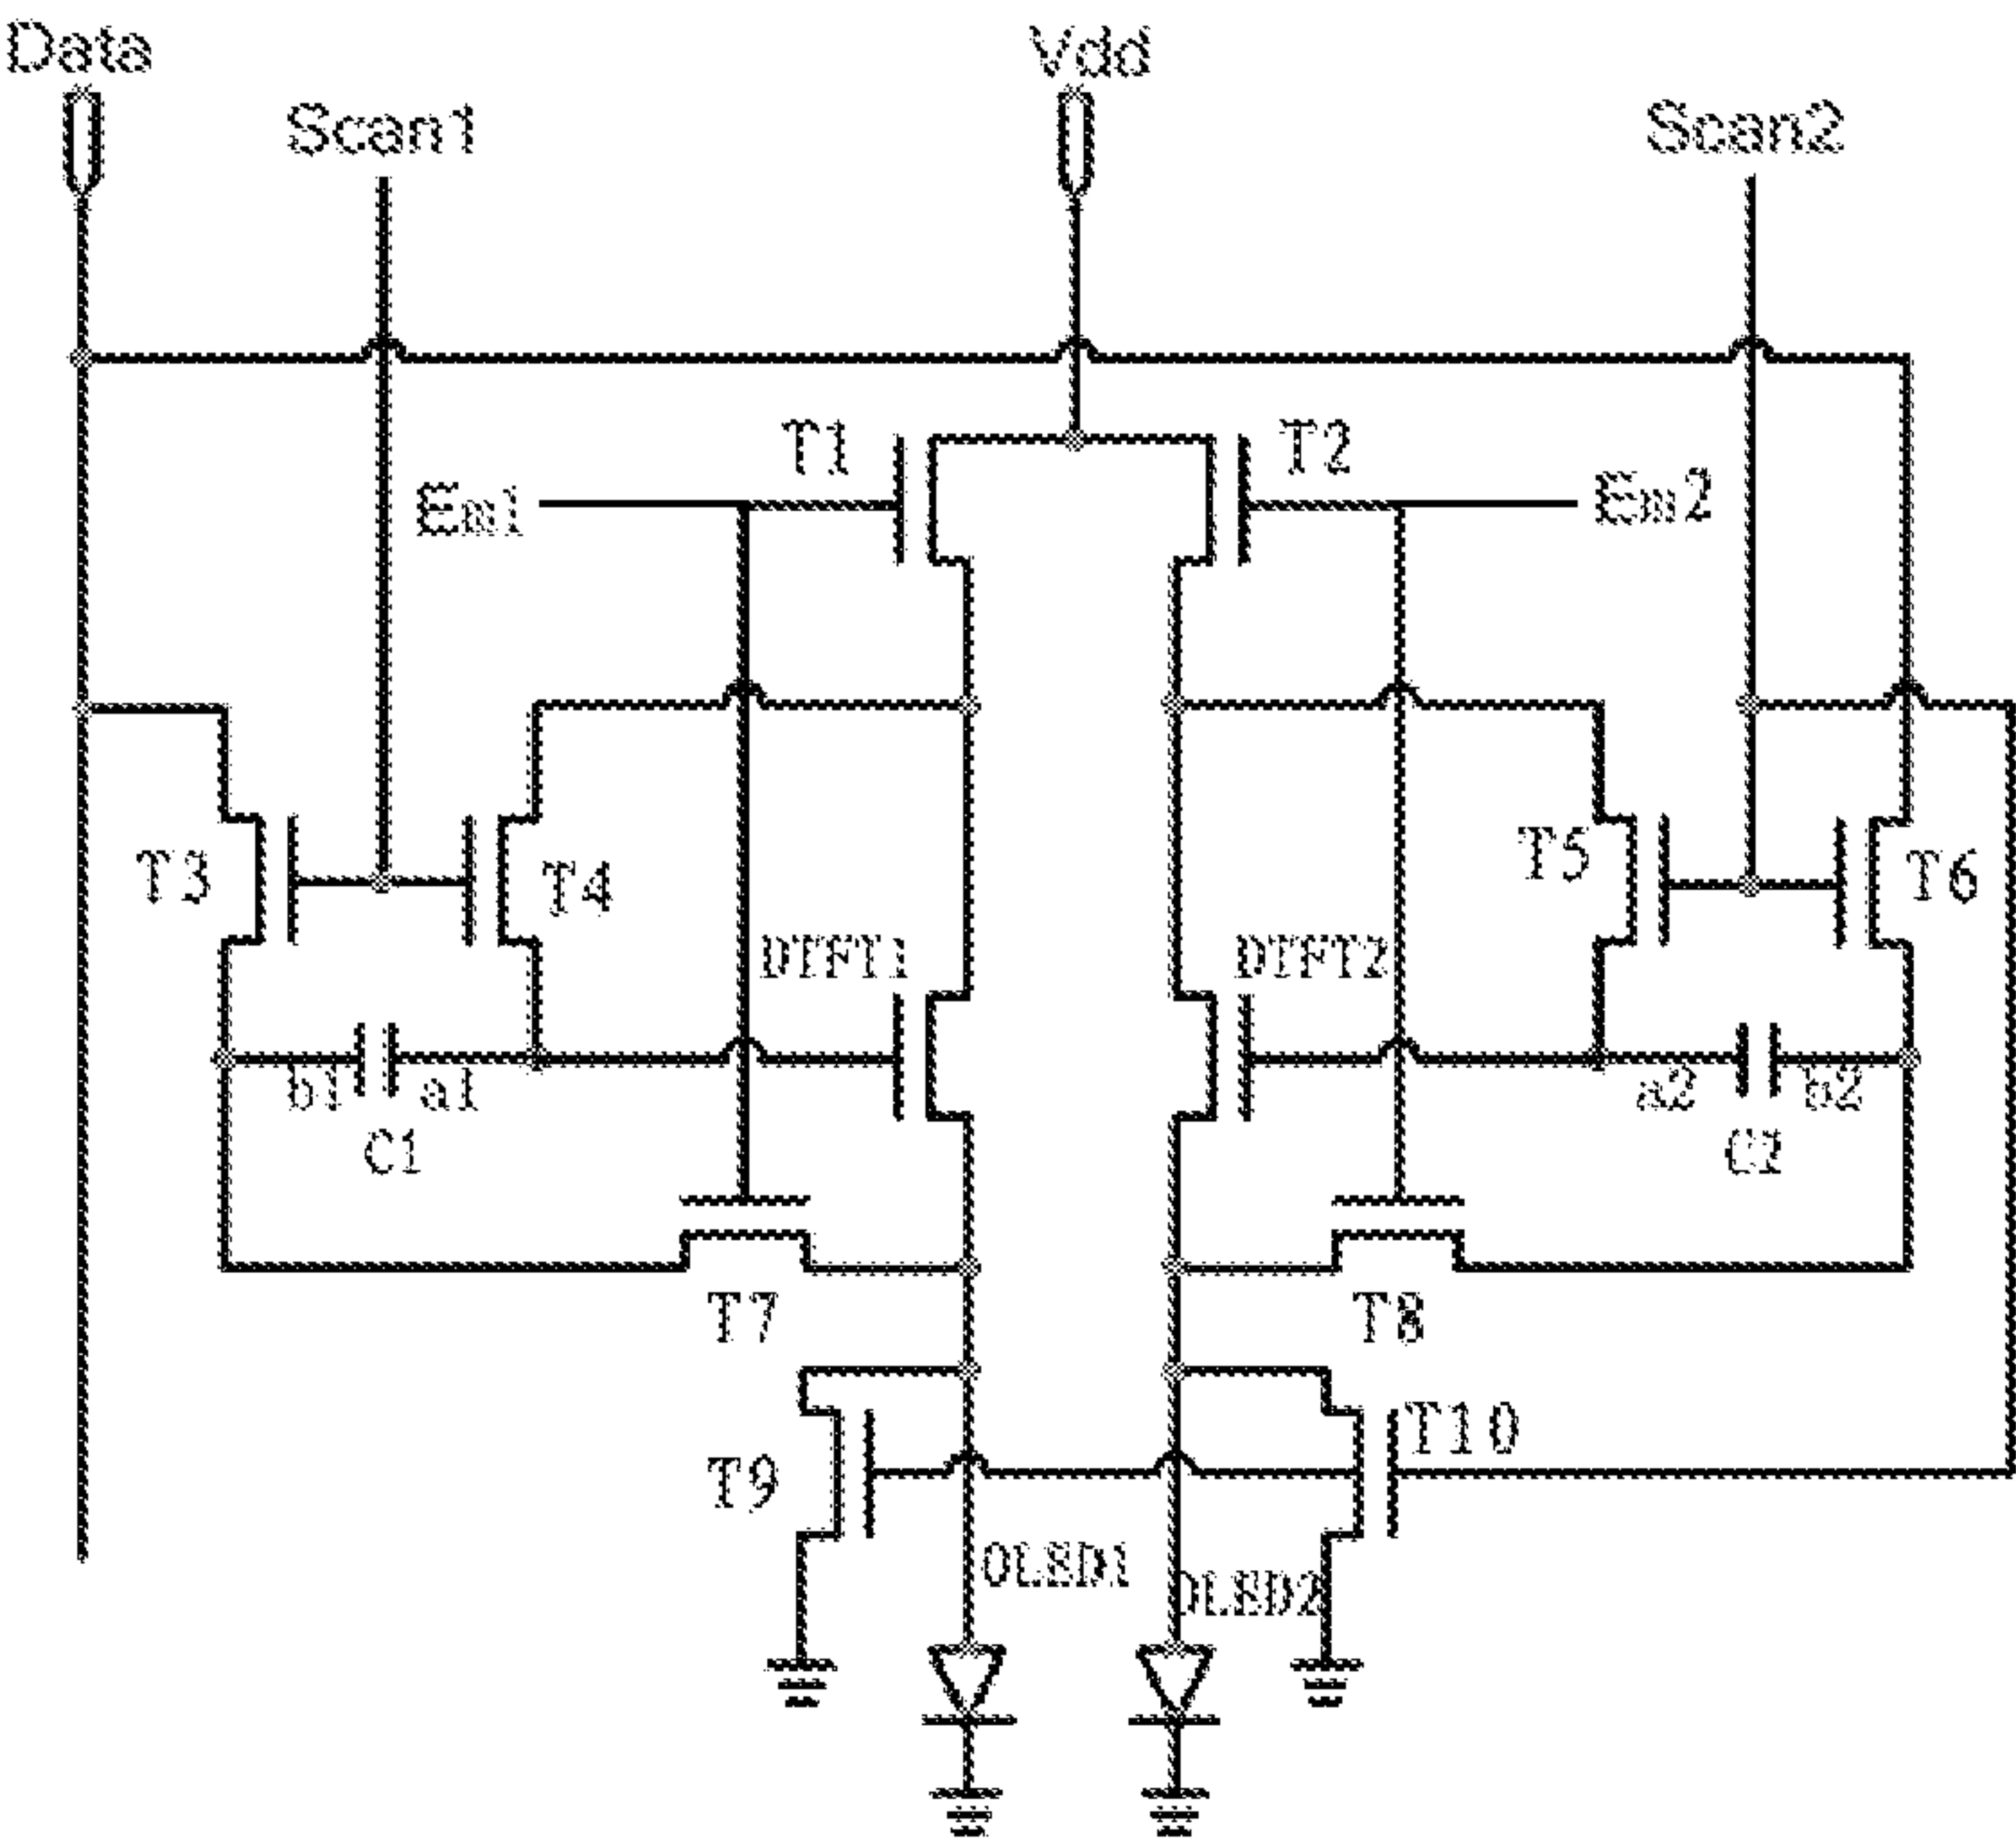 Data
Vdd
Scan1
Scan2
T1
T2
Em1
Em2
T3
T4
T5
T6
DTFT1
DTFT2
b1
a1
a2
b2
C1
C2
T7
T8
T9
T10
OLED1
OLED2